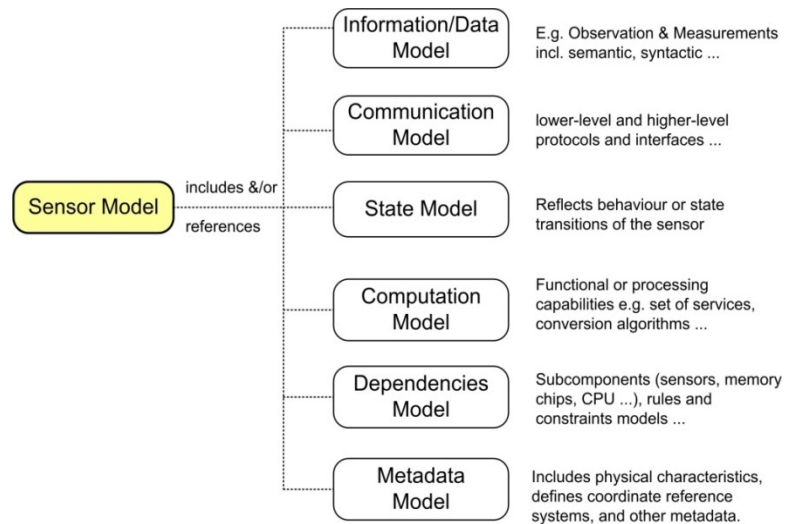 Information/Data
Model
E.g. Observation & Measurements
incl. semantic, syntactic ...
Communication
Model
lower-level and higher-level
protocols and interfaces ...
Sensor Model
includes &/or
references
State Model
Reflects behaviour or state
transitions of the sensor
Computation
Model
Functional or processing
capabilities e.g. set of services,
conversion algorithms ...
Dependencies
Model
Subcomponents (sensors, memory
chips, CPU ...), rules and
constraints models ...
Metadata
Model
Includes physical characteristics,
defines coordinate reference
systems, and other metadata.